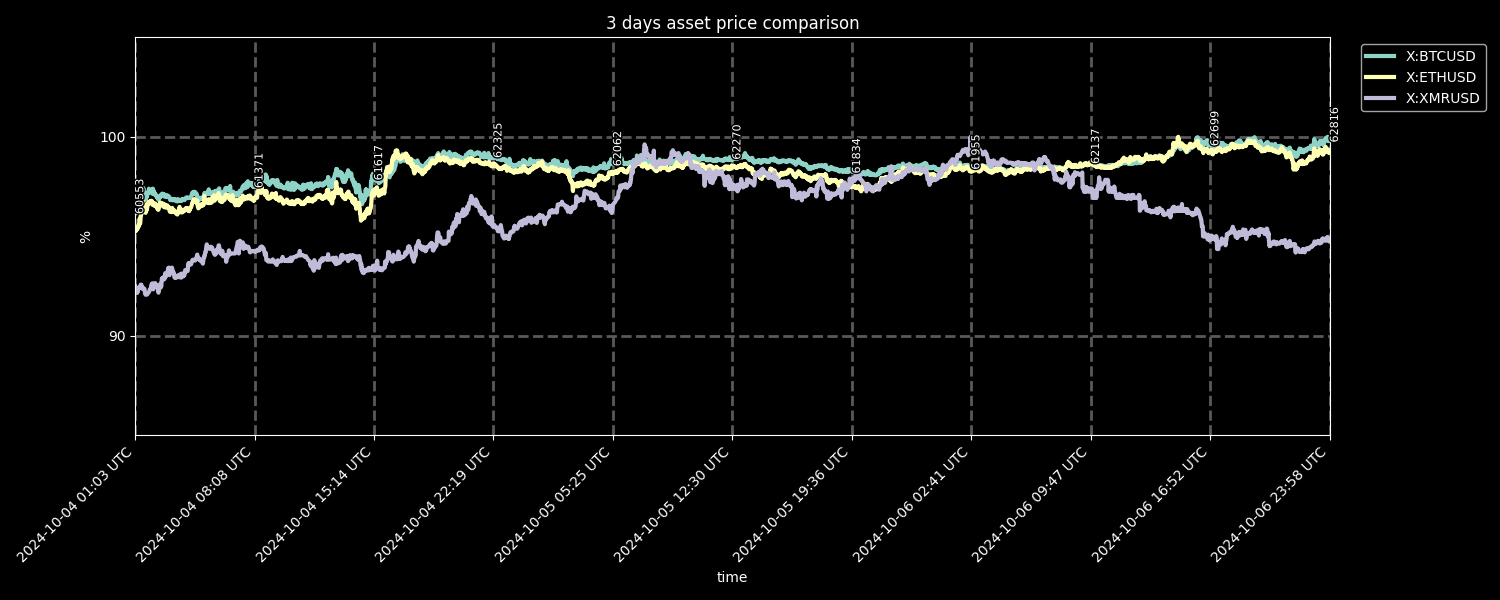 3 days asset price comparison
X:BTCUSD
X:ETHUSD
X:XMRUSD
%
100
90
60553
61371
61617
62325
62062
62270
61834
61955
62137
62699
62816
2024-10-04 01:03 UTC
2024-10-04 08:08 UTC
2024-10-04 15:14 UTC
2024-10-04 22:19 UTC
2024-10-05 05:25 UTC
2024-10-05 12:30 UTC
2024-10-05 19:36 UTC
2024-10-06 02:41 UTC
2024-10-06 09:47 UTC
2024-10-06 16:52 UTC
2024-10-06 23:58 UTC
time